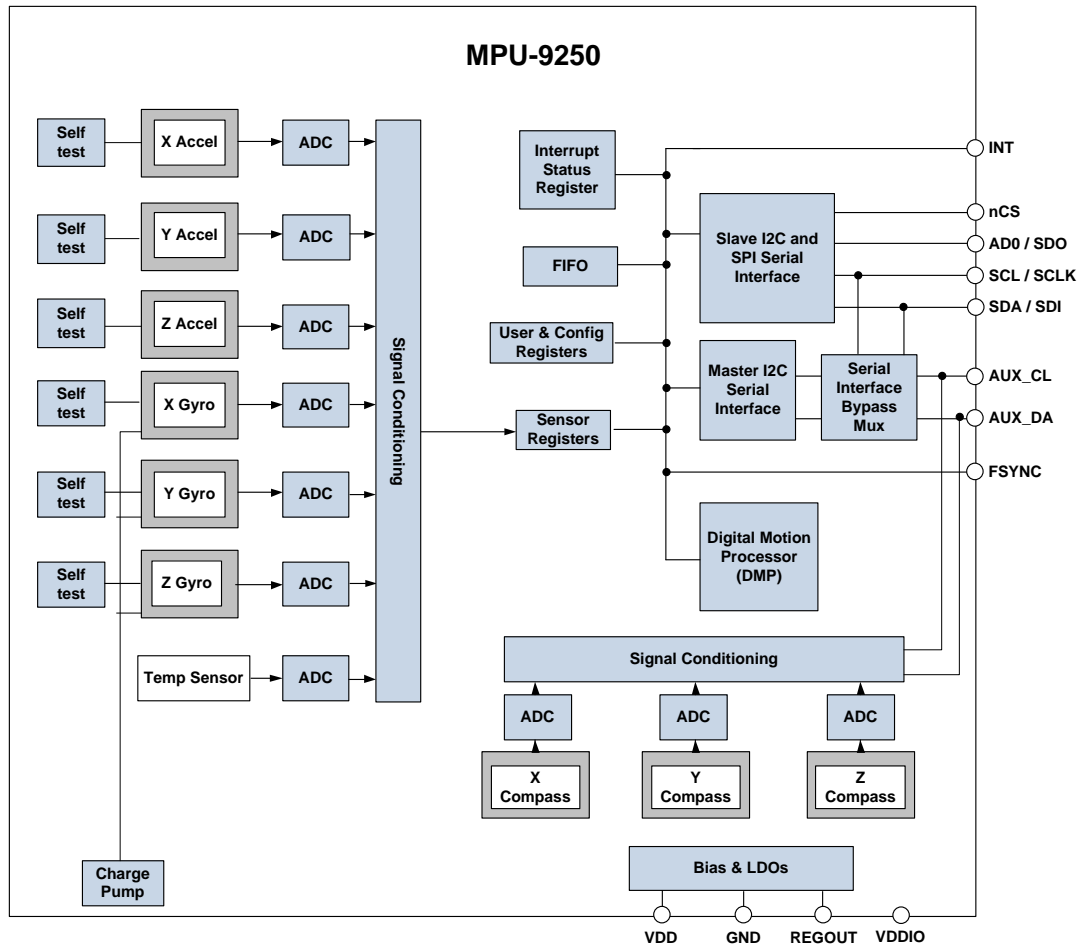 MPU-9250
Self
test
X Accel
ADC
Self
test
Y Accel
ADC
Self
test
Z Accel
ADC
Self
test
X Gyro
ADC
Self
test
Y Gyro
ADC
Self
test
Z Gyro
ADC
Temp Sensor
ADC
Signal Conditioning
Charge
Pump
Interrupt
Status
Register
FIFO
User & Config
Registers
Sensor
Registers
Slave I2C and
SPI Serial
Interface
Master I2C
Serial
Interface
Serial
Interface
Bypass
Mux
Digital Motion
Processor
(DMP)
INT
nCS
AD0 / SDO
SCL / SCLK
SDA / SDI
AUX_CL
AUX_DA
FSYNC
Signal Conditioning
ADC
ADC
ADC
X
Compass
Y
Compass
Z
Compass
Bias & LDOs
VDD
GND
REGOUT
VDDIO